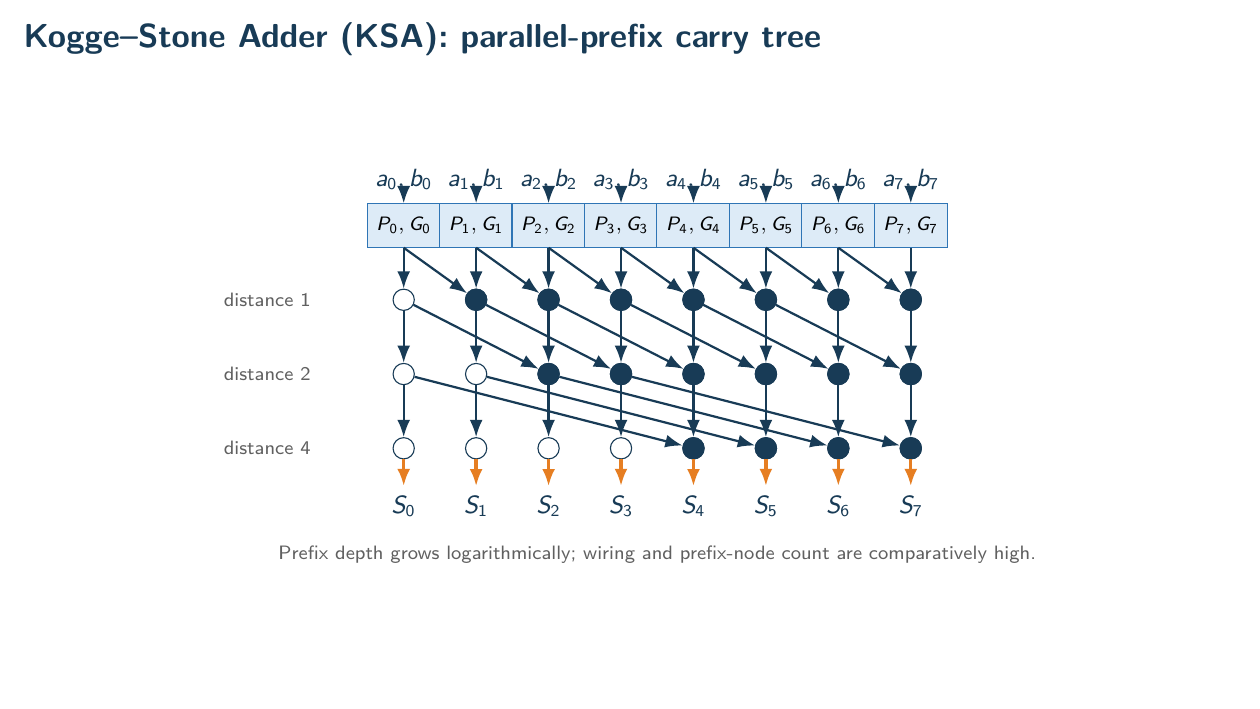 Kogge–Stone Adder (KSA): parallel-prefix carry tree
a₀, b₀ a₁, b₁ a₂, b₂ a₃, b₃ a₄, b₄ a₅, b₅ a₆, b₆ a₇, b₇
P₀, G₀ P₁, G₁ P₂, G₂ P₃, G₃ P₄, G₄ P₅, G₅ P₆, G₆ P₇, G₇
distance 1
distance 2
distance 4
S₀ S₁ S₂ S₃ S₄ S₅ S₆ S₇
Prefix depth grows logarithmically; wiring and prefix-node count are comparatively high.